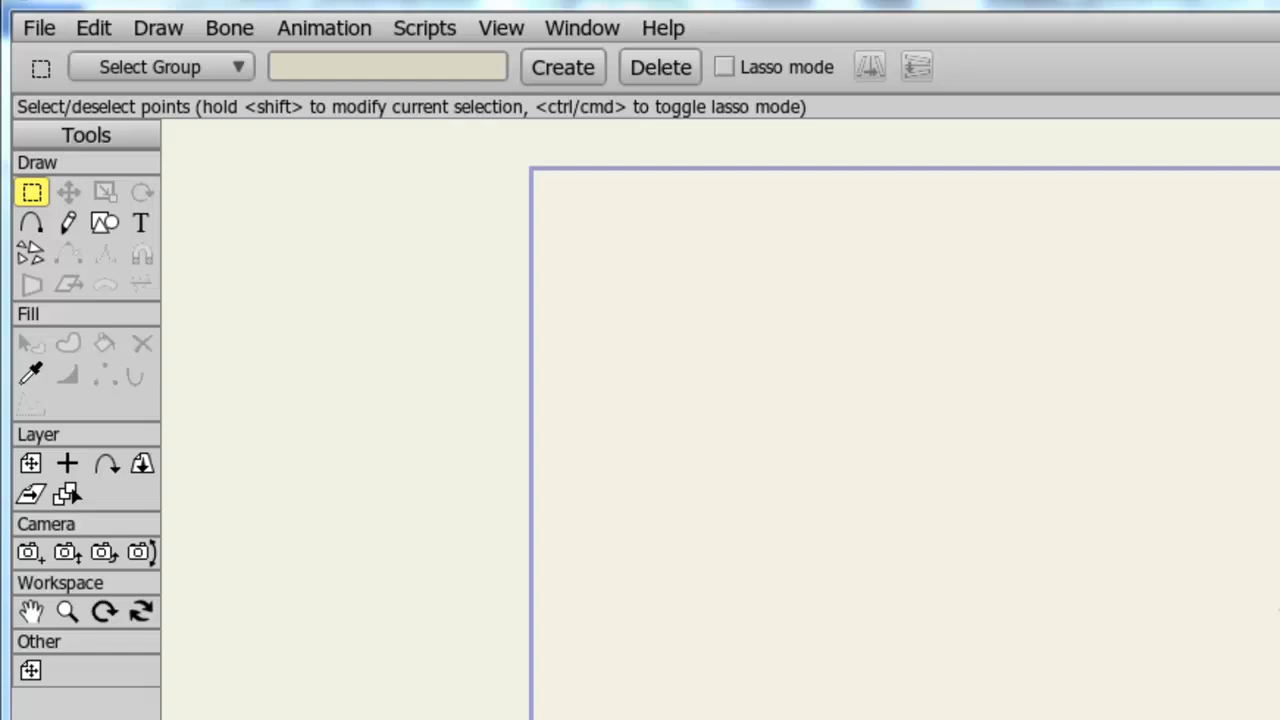 File Edit Draw Bone Animation Scripts View Window Help
Select Group Create Delete Lasso mode
Select/deselect points (hold <shift> to modify current selection, <ctrl/cmd> to toggle lasso mode)
Tools
Draw
T
Fill
Layer
Camera
Workspace
Other